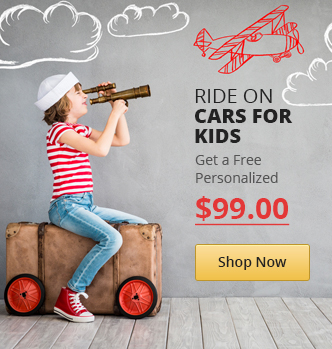 RIDE ON
CARS FOR
KIDS
Get a Free
Personalized
$99.00
Shop Now